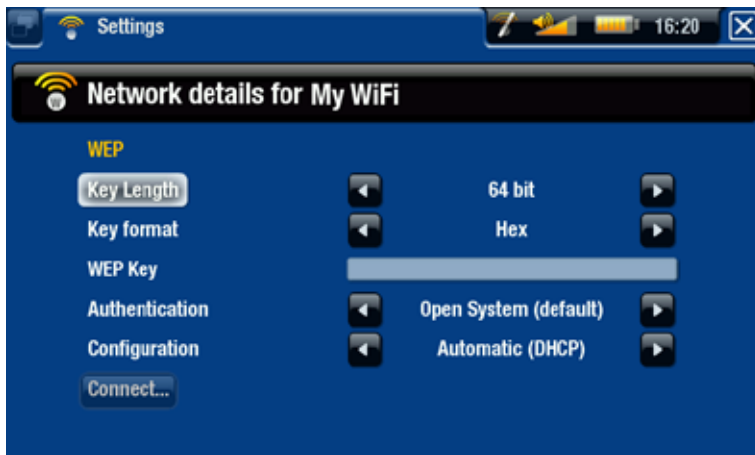 Settings 16:20
Network details for My WiFi
WEP
Key Length 64 bit
Key format Hex
WEP Key
Authentication Open System (default)
Configuration Automatic (DHCP)
Connect...